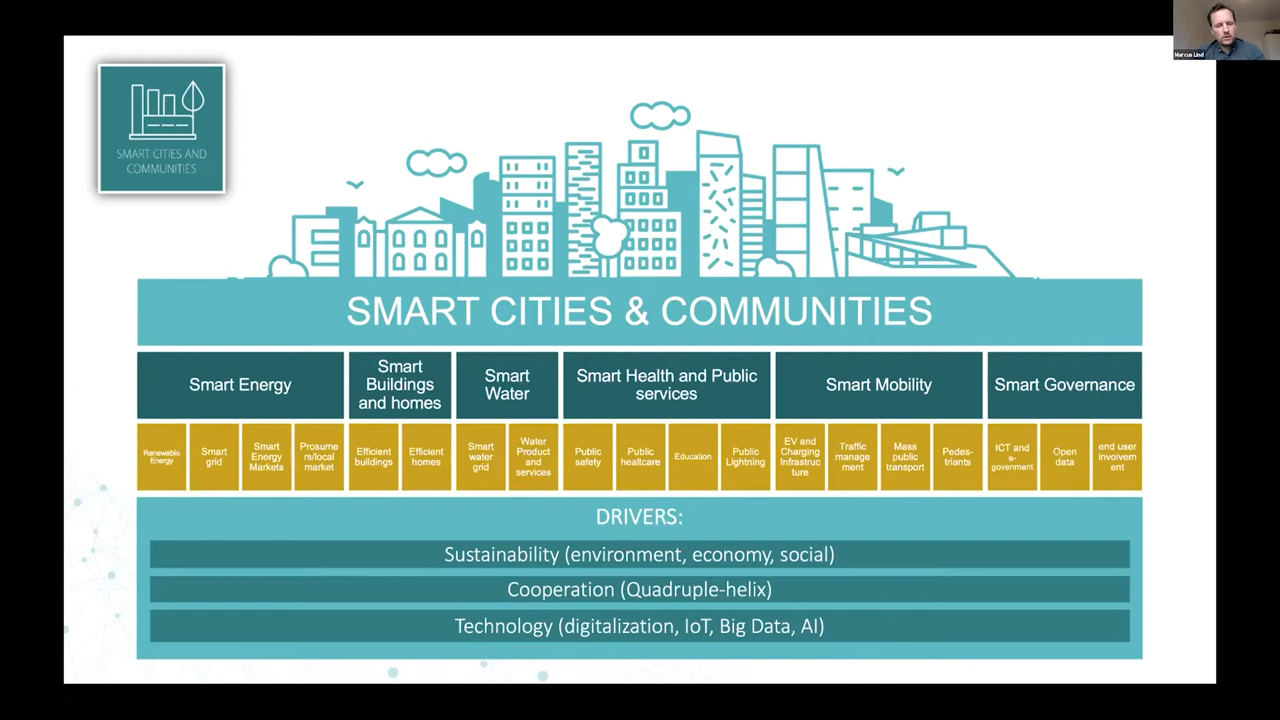 Marcus Lind
SMART CITIES AND
COMMUNITIES
SMART CITIES & COMMUNITIES
Smart Energy
Smart
Buildings
and homes
Smart
Water
Smart Health and Public
services
Smart Mobility
Smart Governance
Renewable
Energy
Smart
grid
Smart
Energy
Markets
Prosume
rs/local
market
Efficient
buildings
Efficient
homes
Smart
water
grid
Water
Product
and
services
Public
safety
Public
healtcare
Education
Public
Lightning
EV and
Charging
Infrastruc
ture
Traffic
manage
ment
Mass
public
transport
Pedes-
triants
ICT and
e-
govenment
Open
data
end user
involvem
ent
DRIVERS:
Sustainability (environment, economy, social)
Cooperation (Quadruple-helix)
Technology (digitalization, IoT, Big Data, AI)